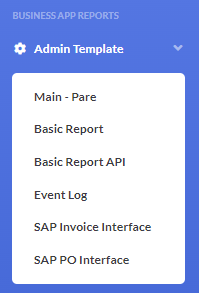 BUSINESS APP REPORTS
Admin Template
Main - Pare
Basic Report
Basic Report API
Event Log
SAP Invoice Interface
SAP PO Interface